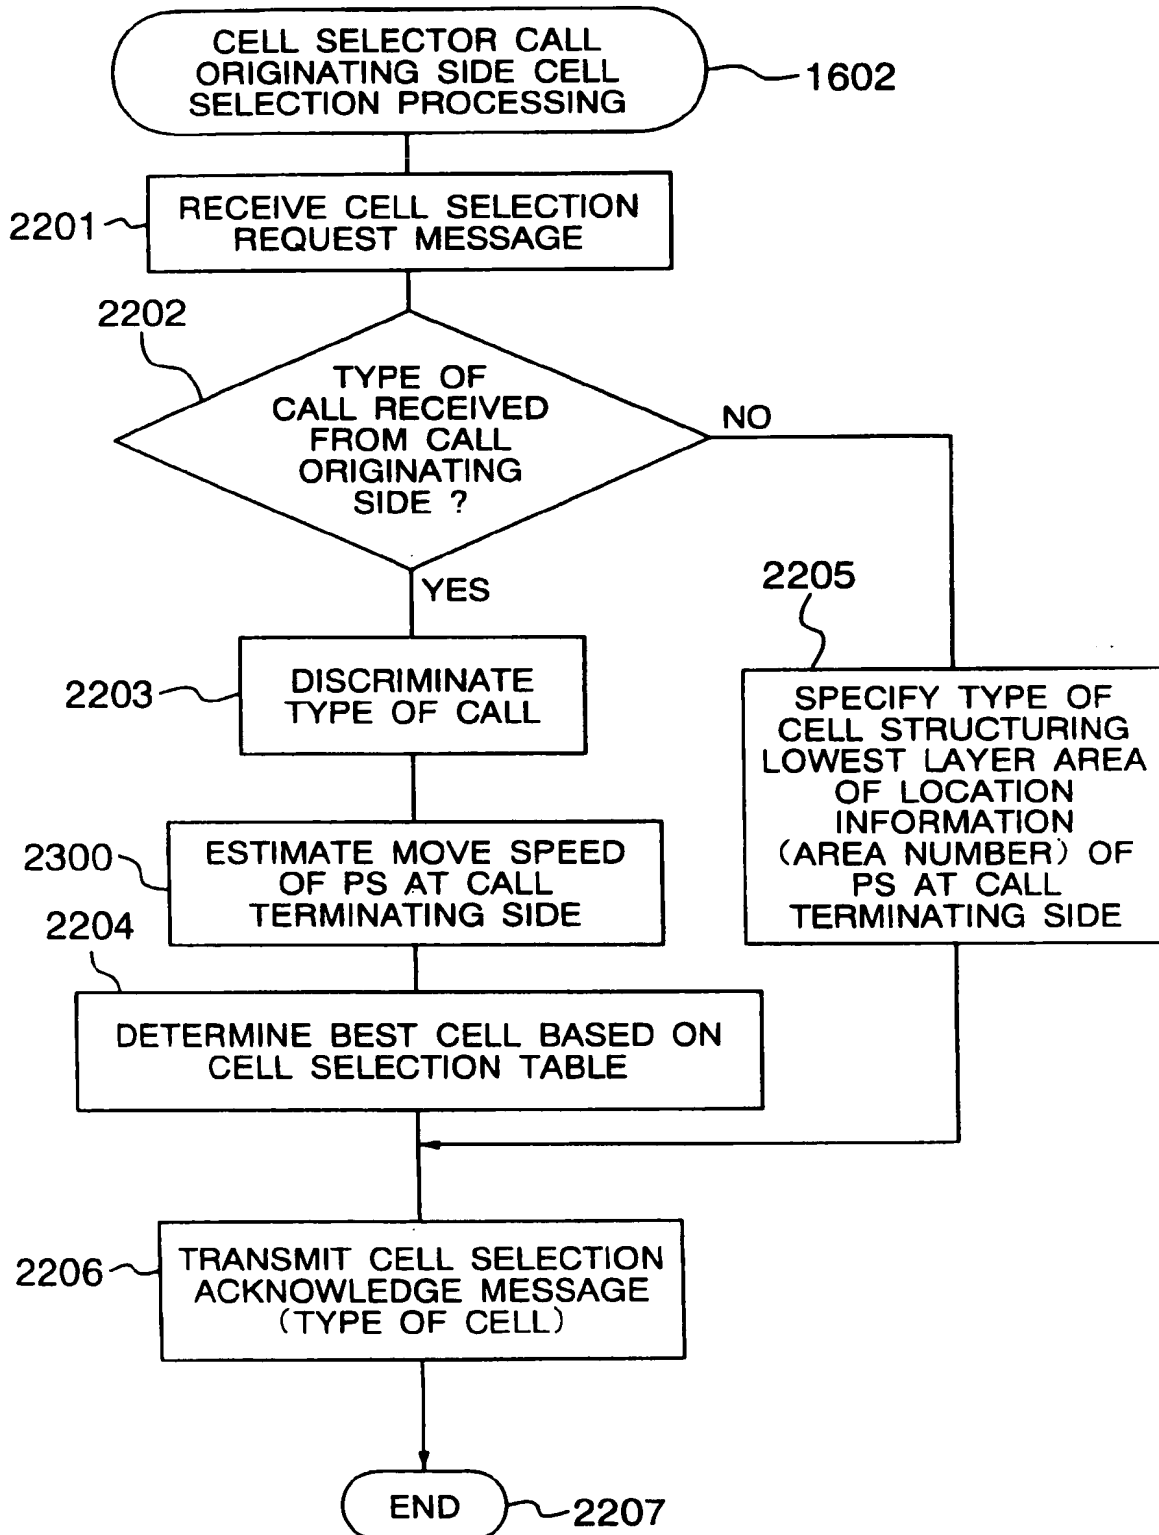 CELL SELECTOR CALL
ORIGINATING SIDE CELL
SELECTION PROCESSING
1602
2201
RECEIVE CELL SELECTION
REQUEST MESSAGE
2202
TYPE OF
CALL RECEIVED
FROM CALL
ORIGINATING
SIDE ?
NO
YES
2203
DISCRIMINATE
TYPE OF CALL
2205
SPECIFY TYPE OF
CELL STRUCTURING
LOWEST LAYER AREA
OF LOCATION
INFORMATION
(AREA NUMBER) OF
PS AT CALL
TERMINATING SIDE
2300
ESTIMATE MOVE SPEED
OF PS AT CALL
TERMINATING SIDE
2204
DETERMINE BEST CELL BASED ON
CELL SELECTION TABLE
2206
TRANSMIT CELL SELECTION
ACKNOWLEDGE MESSAGE
(TYPE OF CELL)
END
2207